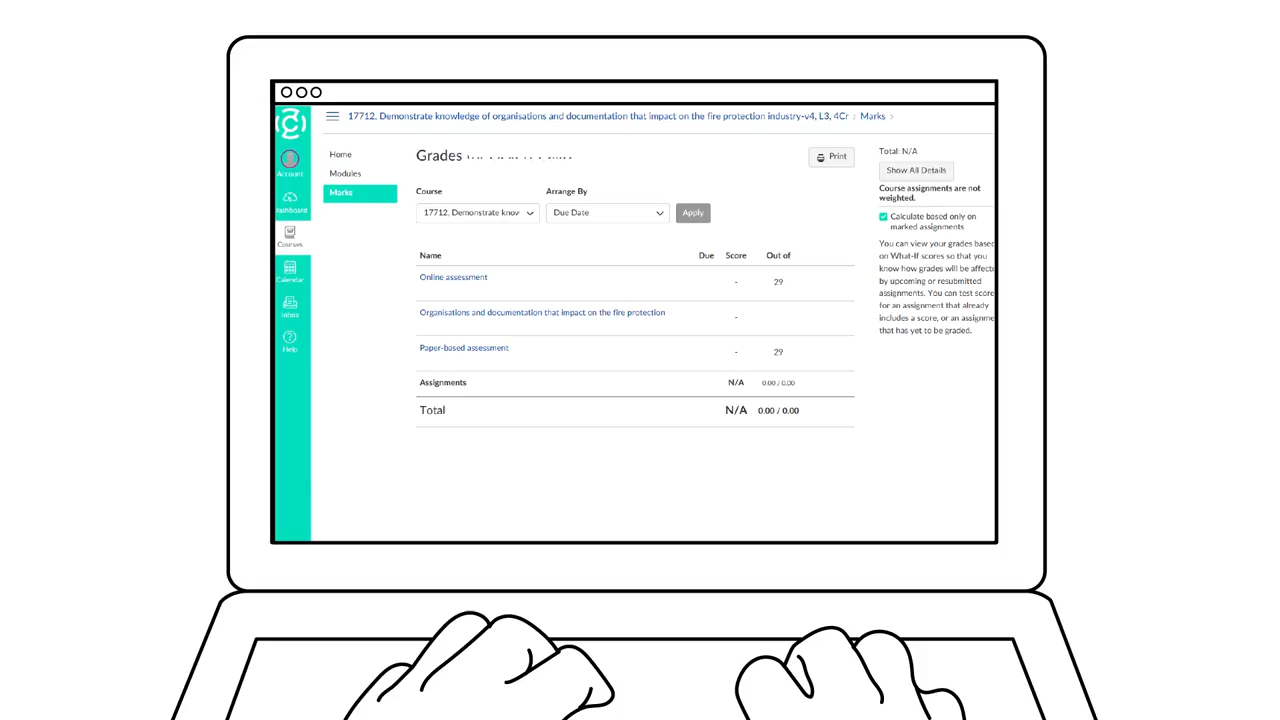 17712, Demonstrate knowledge of organisations and documentation that impact on the fire protection industry-v4, L3, 4Cr › Marks ›
Account
Dashboard
Courses
Calendar
Inbox
Help
Home
Modules
Marks
Grades
Print
Course
Arrange By
17712, Demonstrate know
Due Date
Apply
Name Due Score Out of
Online assessment - 29
Organisations and documentation that impact on the fire protection -
Paper-based assessment - 29
Assignments N/A 0.00 / 0.00
Total N/A 0.00 / 0.00
Total: N/A
Show All Details
Course assignments are not
weighted.
Calculate based only on
marked assignments
You can view your grades based
on What-If scores so that you
know how grades will be affecte
by upcoming or resubmitted
assignments. You can test score
for an assignment that already
includes a score, or an assignme
that has yet to be graded.